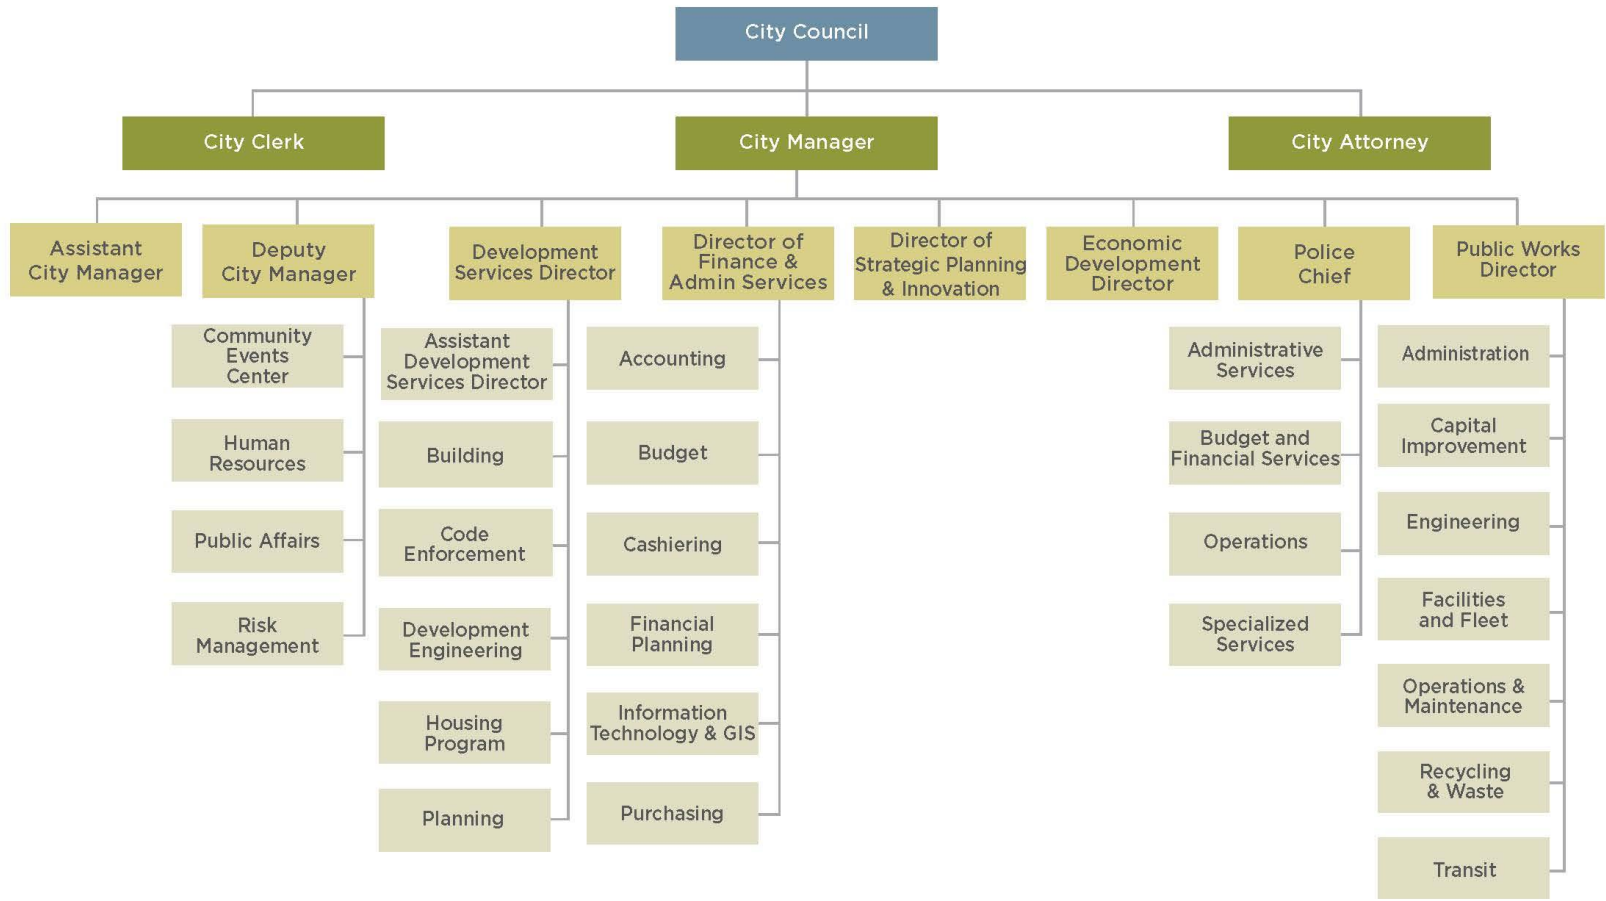 City Council
City Clerk
City Manager
City Attorney
Assistant
City Manager
Deputy
City Manager
Development
Services Director
Director of
Finance &
Admin Services
Director of
Strategic Planning
& Innovation
Economic
Development
Director
Police
Chief
Public Works
Director
Community
Events
Center
Human
Resources
Public Affairs
Risk
Management
Assistant
Development
Services Director
Building
Code
Enforcement
Development
Engineering
Housing
Program
Planning
Accounting
Budget
Cashiering
Financial
Planning
Information
Technology & GIS
Purchasing
Administrative
Services
Budget and
Financial Services
Operations
Specialized
Services
Administration
Capital
Improvement
Engineering
Facilities
and Fleet
Operations &
Maintenance
Recycling
& Waste
Transit